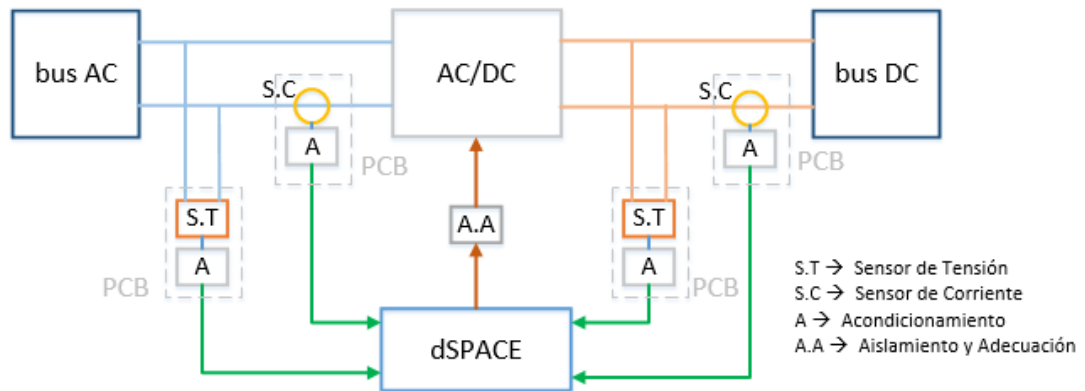 bus AC
AC/DC
bus DC
S.C
S.C
A
PCB
A
PCB
S.T
A.A
S.T
A
PCB
A
PCB
dSPACE
S.T → Sensor de Tensión
S.C → Sensor de Corriente
A → Acondicionamiento
A.A → Aislamiento y Adecuación